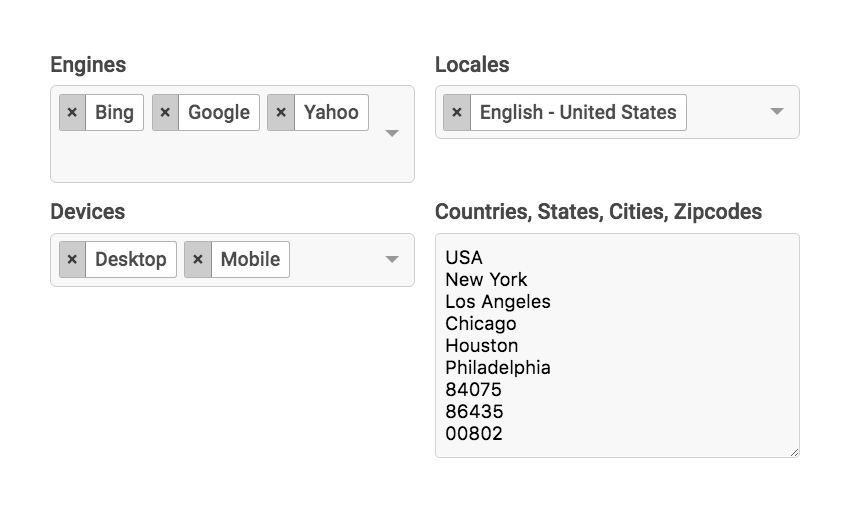 Engines
× Bing × Google × Yahoo
Locales
× English - United States
Devices
× Desktop × Mobile
Countries, States, Cities, Zipcodes
USA
New York
Los Angeles
Chicago
Houston
Philadelphia
84075
86435
00802